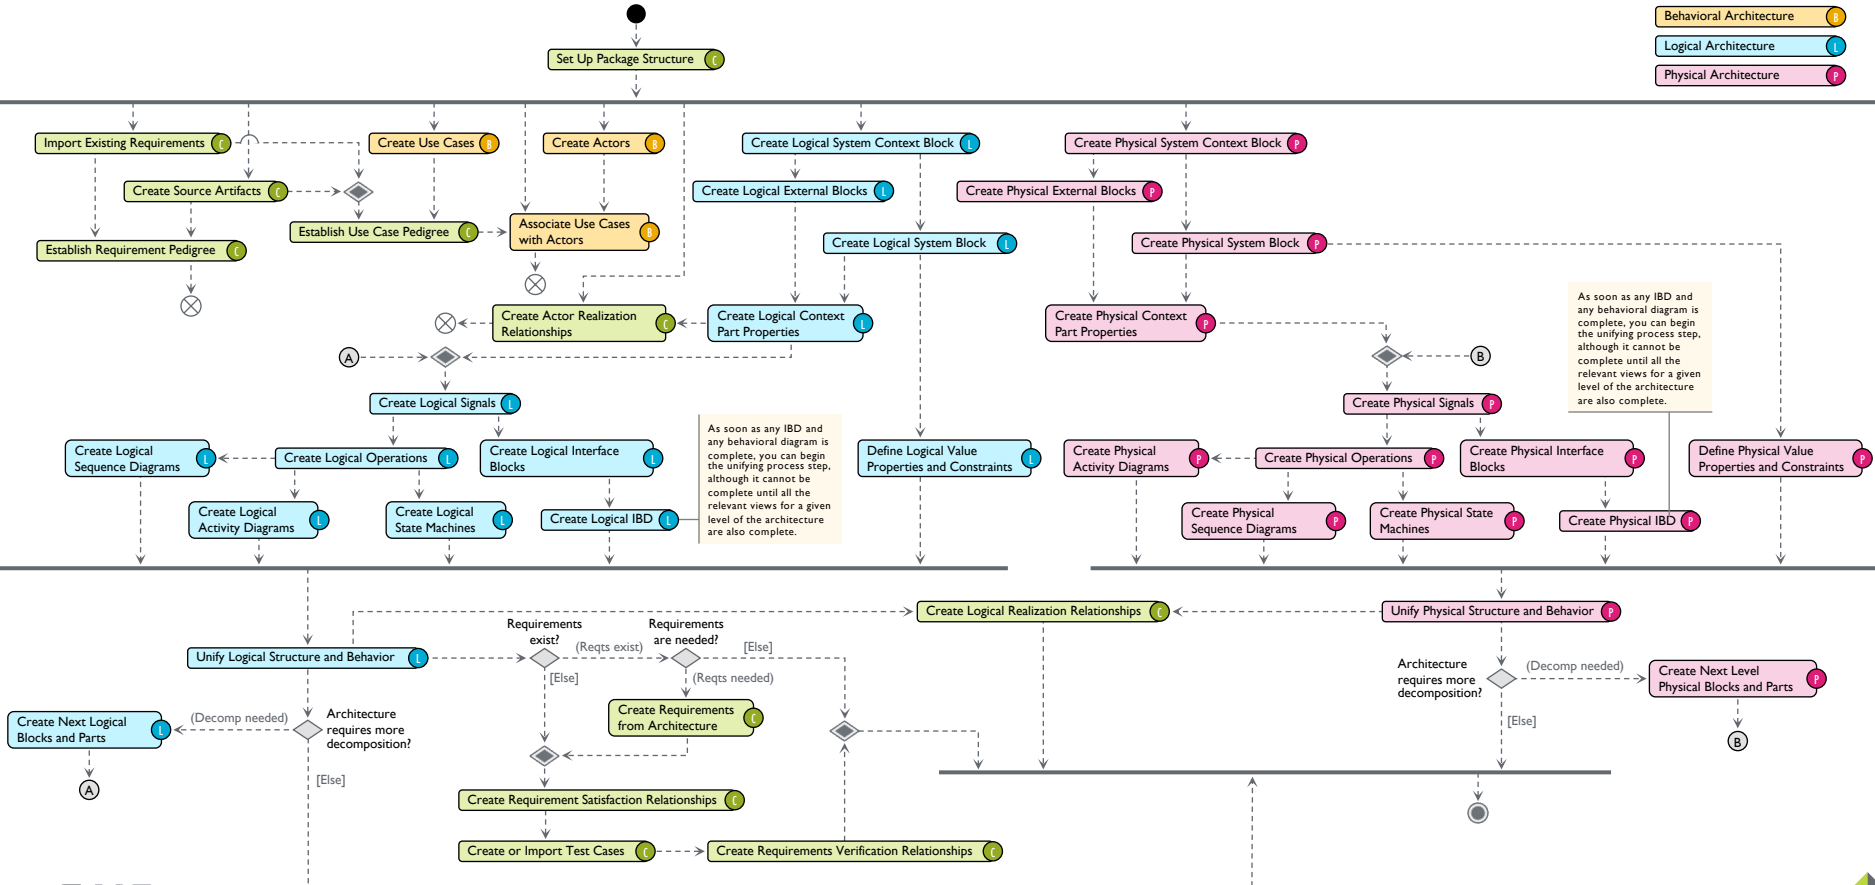 Behavioral Architecture B
Logical Architecture L
Physical Architecture P
Set Up Package Structure C
Import Existing Requirements C
Create Use Cases B
Create Actors B
Create Logical System Context Block L
Create Physical System Context Block P
Create Source Artifacts C
Create Logical External Blocks L
Create Physical External Blocks P
Establish Use Case Pedigree C
Associate Use Cases
with Actors B
Establish Requirement Pedigree C
Create Logical System Block L
Create Physical System Block P
Create Actor Realization
Relationships C
Create Logical Context
Part Properties L
Create Physical Context
Part Properties P
As soon as any IBD and
any behavioral diagram is
complete, you can begin
the unifying process step,
although it cannot be
complete until all the
relevant views for a given
level of the architecture
are also complete.
A
B
Create Logical Signals L
Create Physical Signals P
Create Logical
Sequence Diagrams L
Create Logical Operations L
Create Logical Interface
Blocks L
As soon as any IBD and
any behavioral diagram is
complete, you can begin
the unifying process step,
although it cannot be
complete until all the
relevant views for a given
level of the architecture
are also complete.
Define Logical Value
Properties and Constraints L
Create Physical
Activity Diagrams P
Create Physical Operations P
Create Physical Interface
Blocks P
Define Physical Value
Properties and Constraints P
Create Logical
Activity Diagrams L
Create Logical
State Machines L
Create Logical IBD L
Create Physical
Sequence Diagrams P
Create Physical State
Machines P
Create Physical IBD P
Create Logical Realization Relationships C
Unify Physical Structure and Behavior P
Unify Logical Structure and Behavior L
Requirements
exist?
(Reqts exist)
Requirements
are needed?
[Else]
[Else]
(Reqts needed)
Architecture
requires more
decomposition?
(Decomp needed)
Create Next Level
Physical Blocks and Parts P
[Else]
B
Create Next Logical
Blocks and Parts L
(Decomp needed)
Architecture
requires more
decomposition?
[Else]
A
Create Requirements
from Architecture C
Create Requirement Satisfaction Relationships C
Create or Import Test Cases C
Create Requirements Verification Relationships C